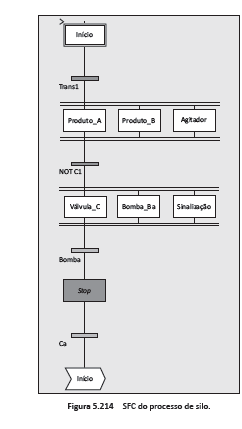 Início
Trans1
Produto_A Produto_B Agitador
NOT C1
Válvula_C Bomba_Ba Sinalização
Bomba
Stop
Ca
Início
Figura 5.214 SFC do processo de silo.